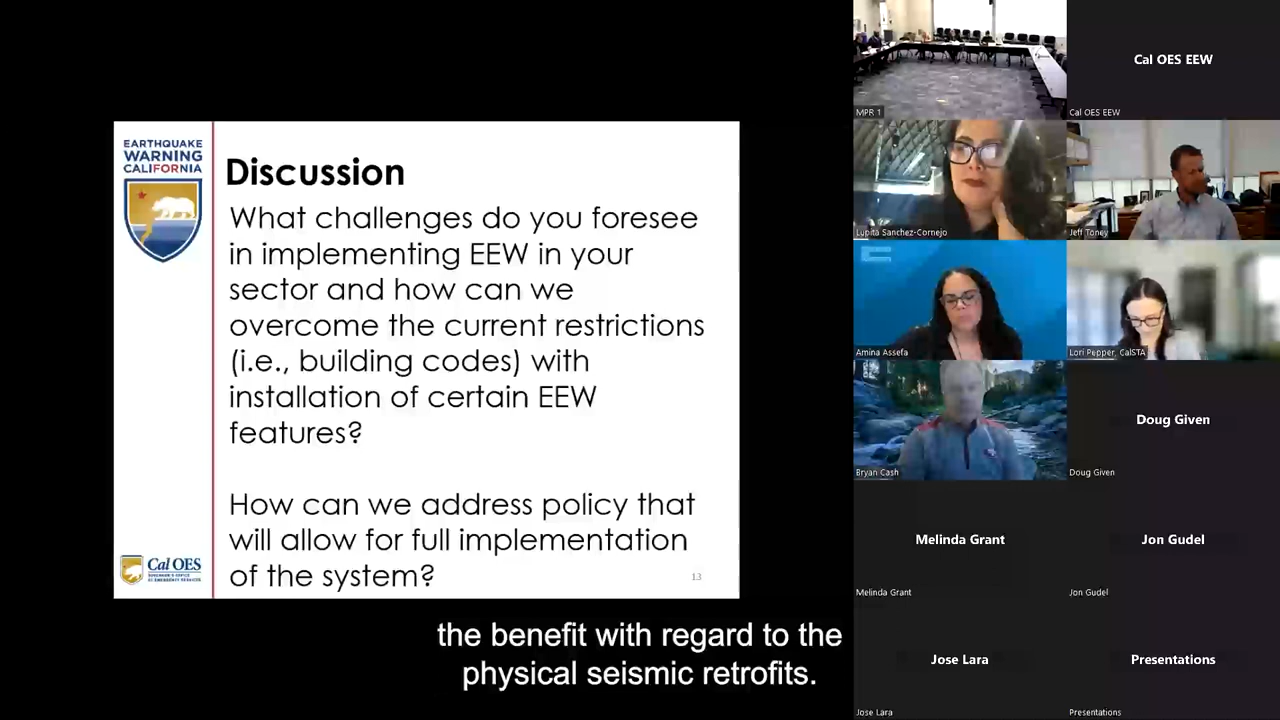 EARTHQUAKE
WARNING
CALIFORNIA
Discussion
What challenges do you foresee
in implementing EEW in your
sector and how can we
overcome the current restrictions
(i.e., building codes) with
installation of certain EEW
features?
How can we address policy that
will allow for full implementation
of the system?
Cal OES
GOVERNOR'S OFFICE
OF EMERGENCY SERVICES
13
the benefit with regard to the
physical seismic retrofits.
MPR 1
Cal OES EEW
Cal OES EEW
Lupita Sanchez-Cornejo
Jeff Toney
Amina Assefa
Lori Pepper, CalSTA
Bryan Cash
Doug Given
Doug Given
Melinda Grant
Melinda Grant
Jon Gudel
Jon Gudel
Jose Lara
Jose Lara
Presentations
Presentations